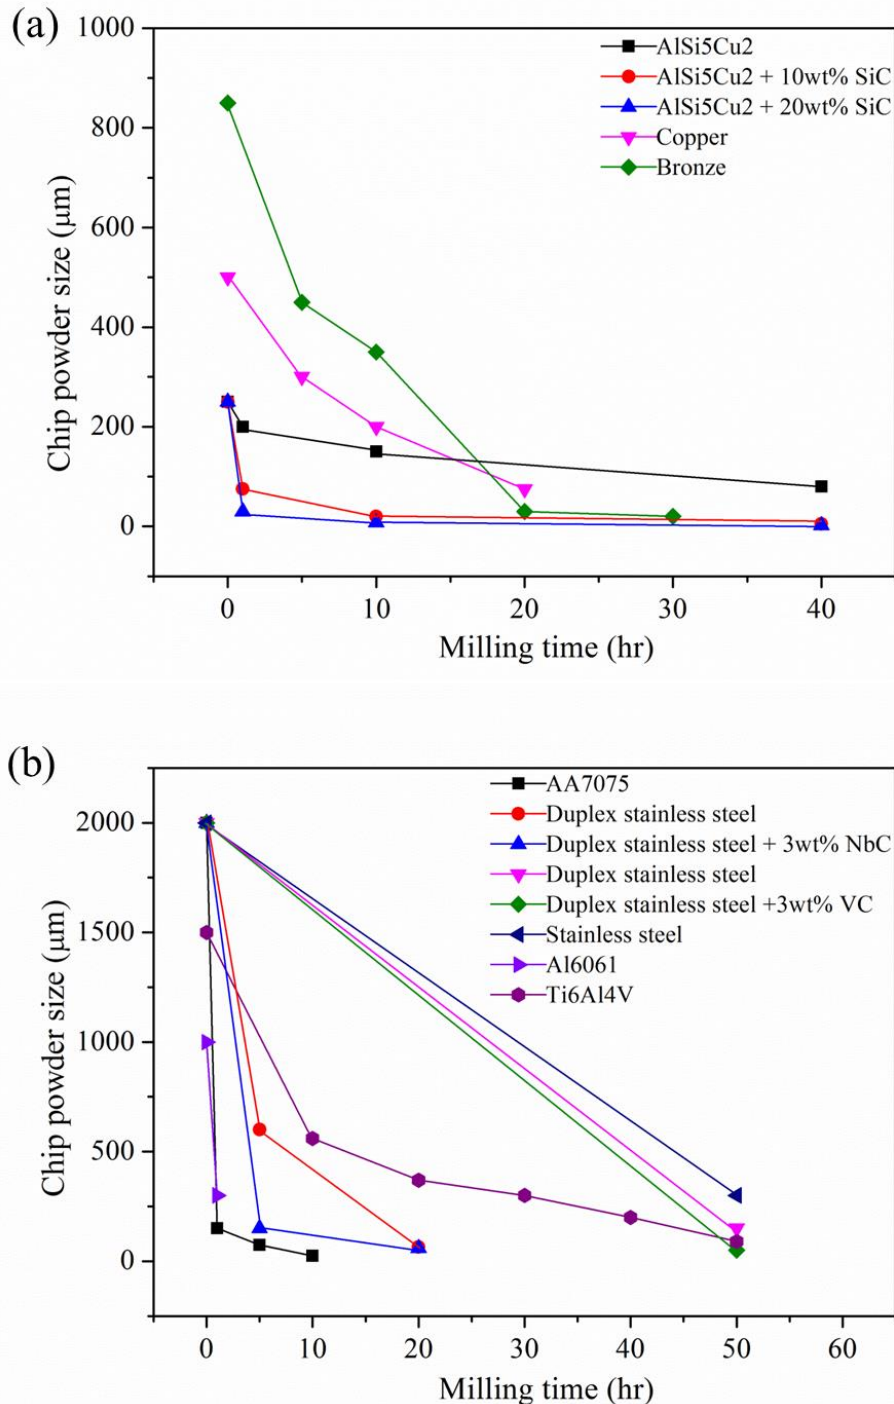 (a)
1000
800
600
400
200
0
Chip powder size (μm)
AlSi5Cu2
AlSi5Cu2 + 10wt% SiC
AlSi5Cu2 + 20wt% SiC
Copper
Bronze
0 10 20 30 40
Milling time (hr)
(b)
2000
1500
1000
500
0
Chip powder size (μm)
AA7075
Duplex stainless steel
Duplex stainless steel + 3wt% NbC
Duplex stainless steel
Duplex stainless steel +3wt% VC
Stainless steel
Al6061
Ti6Al4V
0 10 20 30 40 50 60
Milling time (hr)